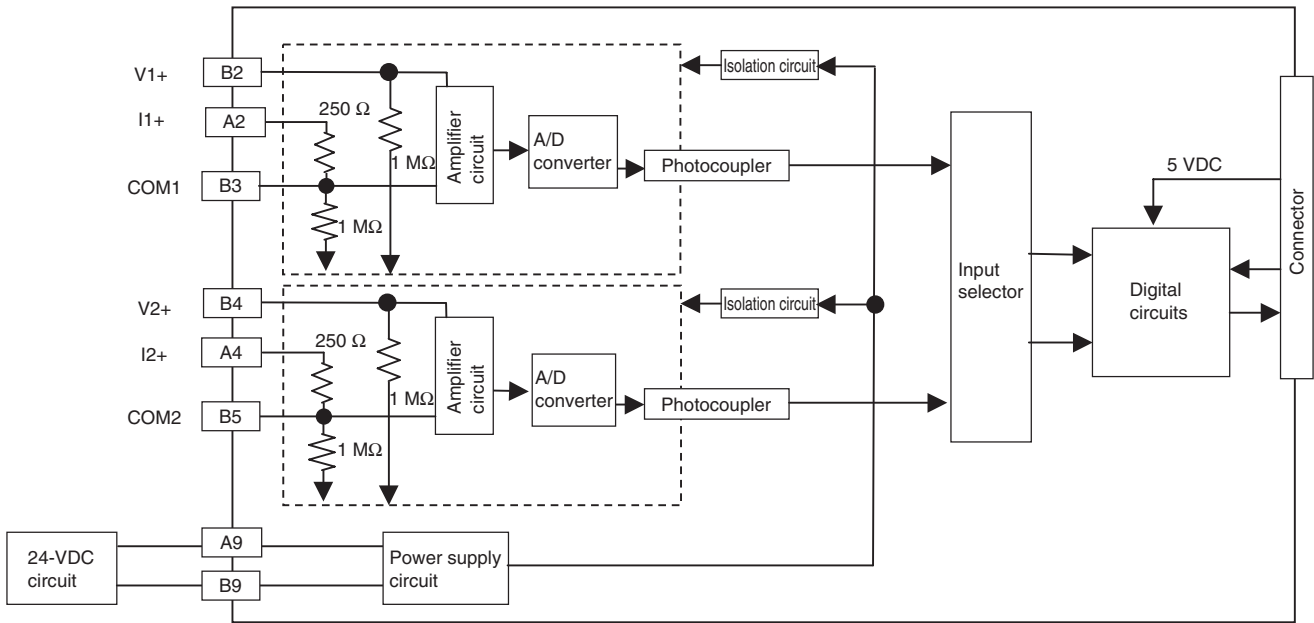 V1+
B2
I1+
A2
COM1
B3
250 Ω
1 MΩ
1 MΩ
Amplifier
circuit
A/D
converter
Photocoupler
Isolation circuit
V2+
B4
I2+
A4
COM2
B5
250 Ω
1 MΩ
1 MΩ
Amplifier
circuit
A/D
converter
Photocoupler
Isolation circuit
Input
selector
5 VDC
Digital
circuits
Connector
24-VDC
circuit
A9
B9
Power supply
circuit